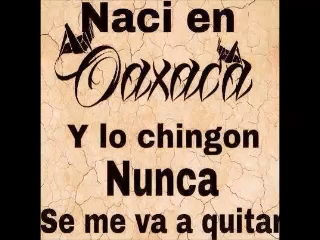 Naci en
Oaxaca
Y lo chingon
Nunca
Se me va a quitar